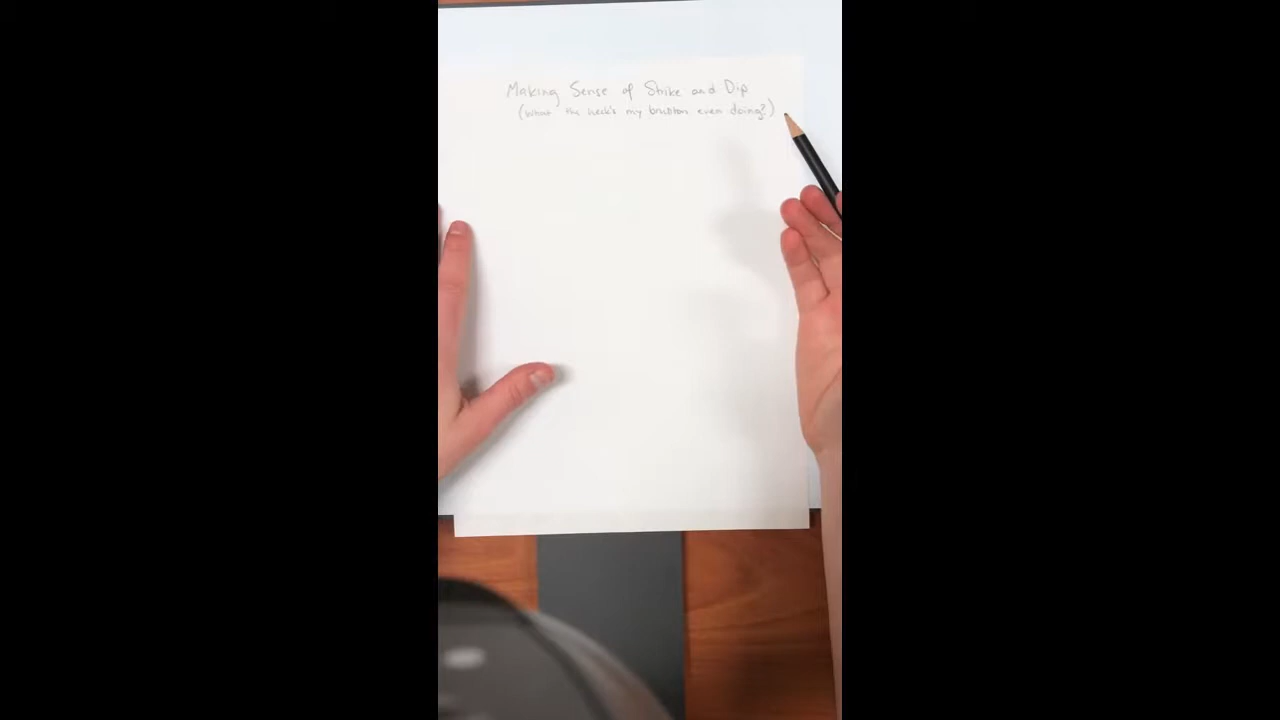 Making Sense of Strike and Dip
(What the heck's my brunton even doing?)